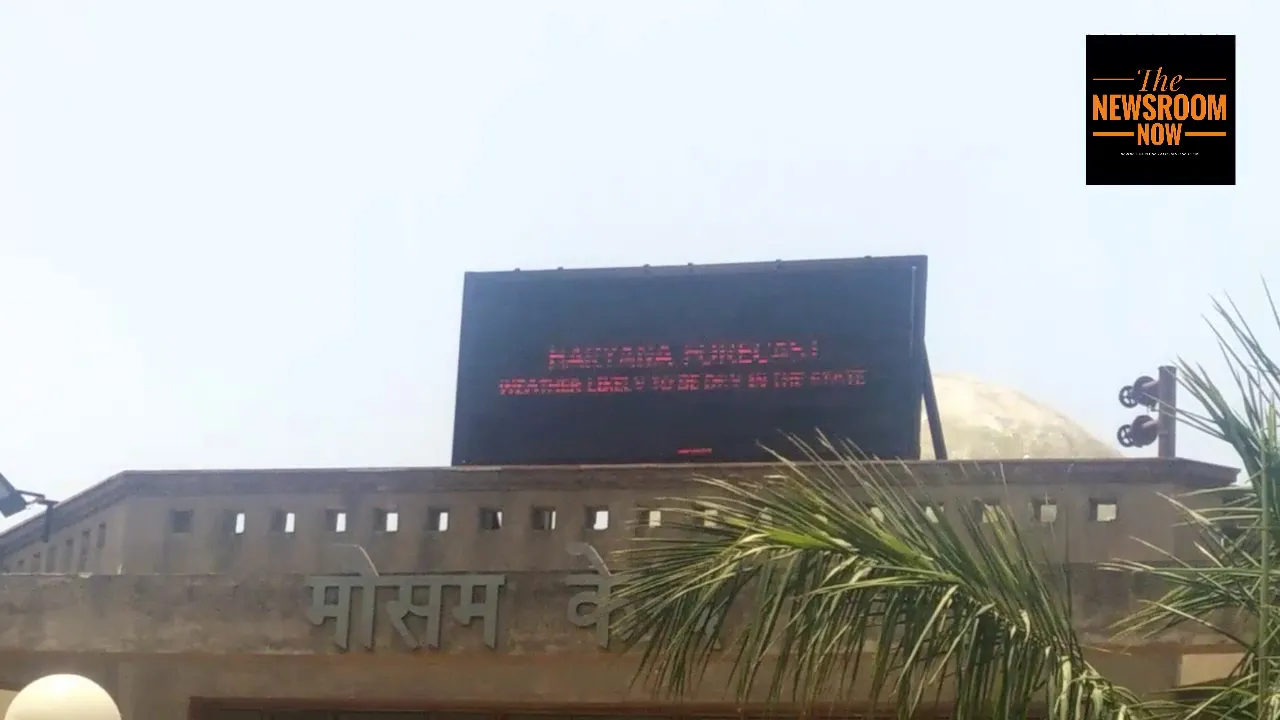 The
NEWSROOM
NOW
HARYANA FORECAST
WEATHER LIKELY TO BE DRY IN THE STATE
मौसम